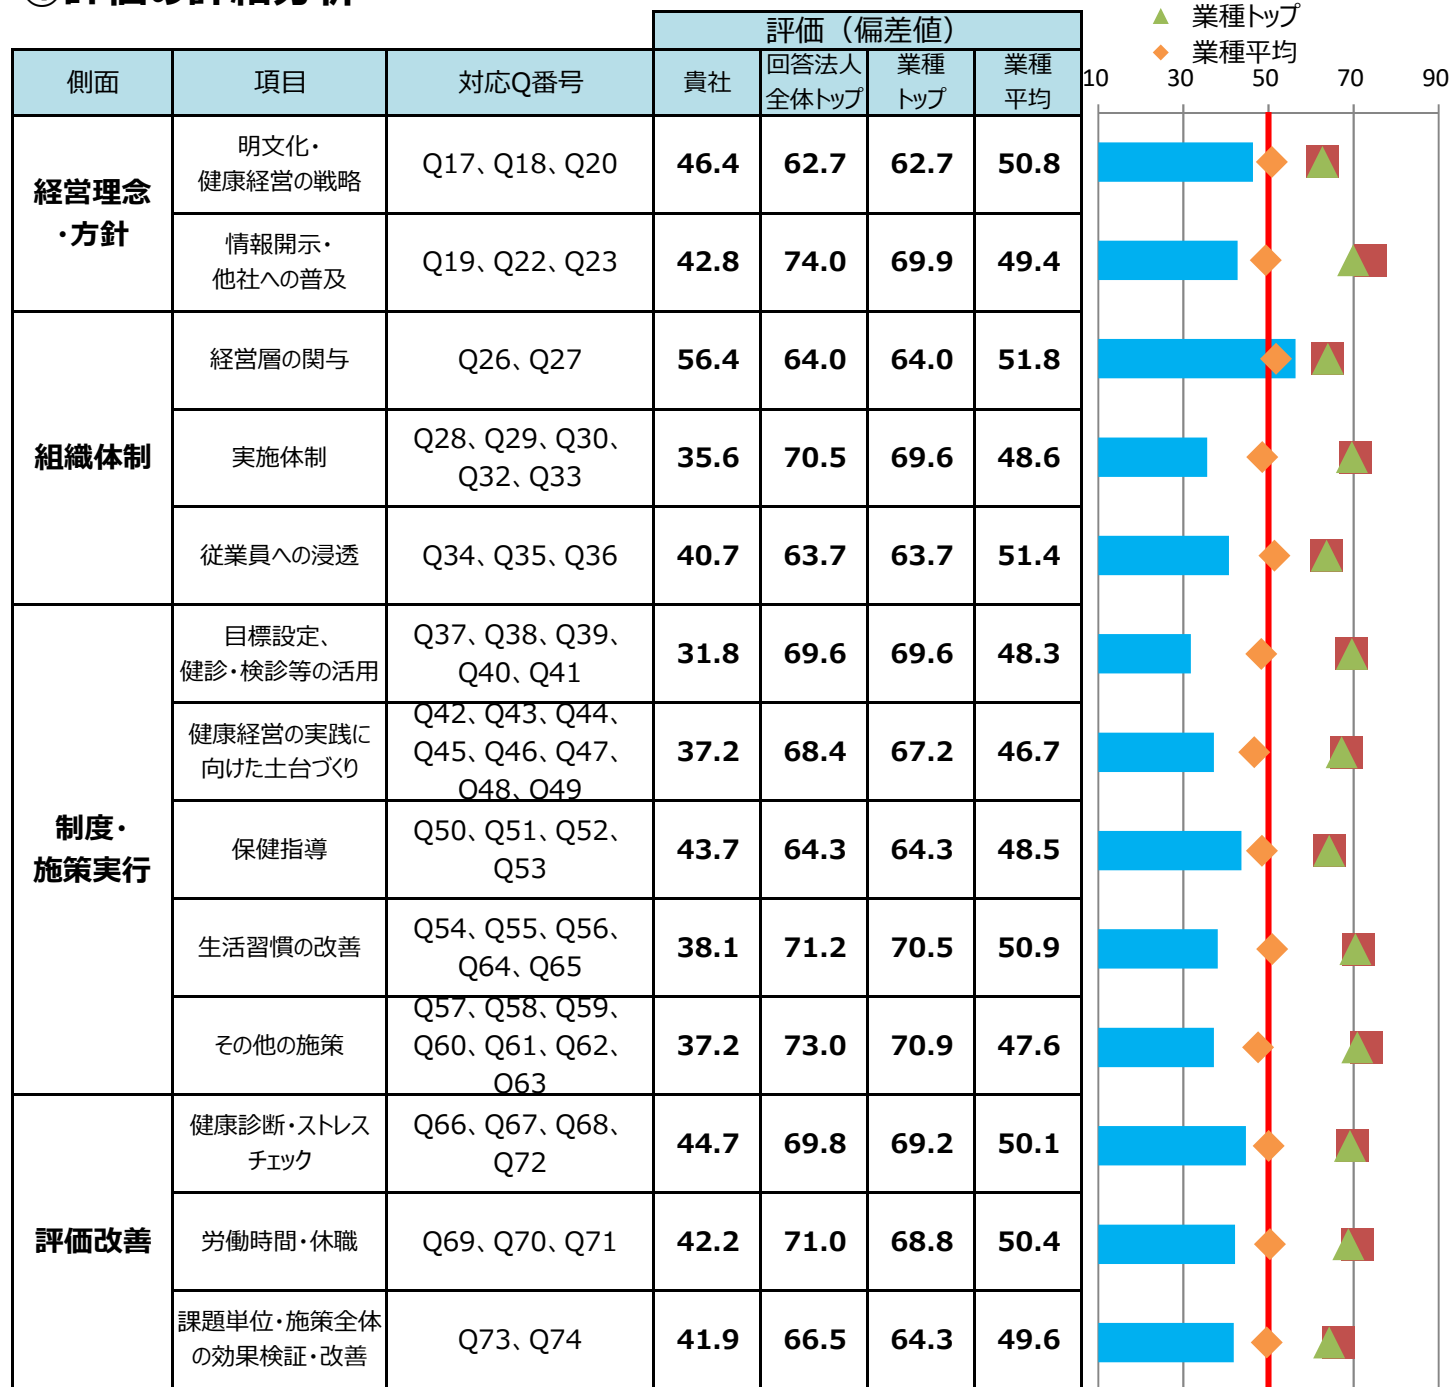 評価（偏差値）
▲ 業種トップ
◆ 業種平均
側面 項目 対応Q番号 貴社 回答法人 業種 業種
全体トップ トップ 平均
10 30 50 70 90
経営理念
・方針
明文化・
健康経営の戦略
Q17、Q18、Q20 46.4 62.7 62.7 50.8
情報開示・
他社への普及
Q19、Q22、Q23 42.8 74.0 69.9 49.4
組織体制
経営層の関与 Q26、Q27 56.4 64.0 64.0 51.8
実施体制
Q28、Q29、Q30、
Q32、Q33
35.6 70.5 69.6 48.6
従業員への浸透 Q34、Q35、Q36 40.7 63.7 63.7 51.4
制度・
施策実行
目標設定、
健診・検診等の活用
Q37、Q38、Q39、
Q40、Q41
31.8 69.6 69.6 48.3
健康経営の実践に
向けた土台づくり
Q42、Q43、Q44、
Q45、Q46、Q47、
Q48、Q49
37.2 68.4 67.2 46.7
保健指導
Q50、Q51、Q52、
Q53
43.7 64.3 64.3 48.5
生活習慣の改善
Q54、Q55、Q56、
Q64、Q65
38.1 71.2 70.5 50.9
その他の施策
Q57、Q58、Q59、
Q60、Q61、Q62、
Q63
37.2 73.0 70.9 47.6
評価改善
健康診断・ストレス
チェック
Q66、Q67、Q68、
Q72
44.7 69.8 69.2 50.1
労働時間・休職 Q69、Q70、Q71 42.2 71.0 68.8 50.4
課題単位・施策全体
の効果検証・改善
Q73、Q74 41.9 66.5 64.3 49.6